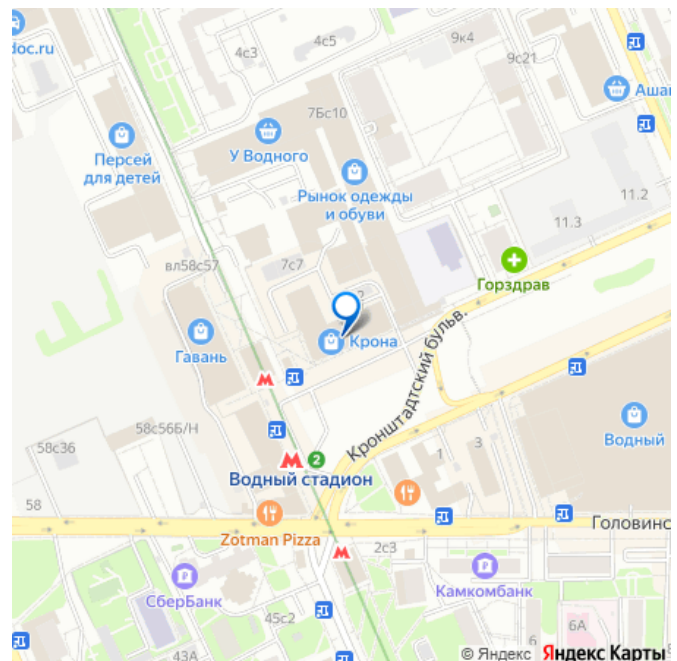 doc.ru
4с3
4с5
9к4
9с21
Ашан
7Бс10
У Водного
Персей
для детей
Рынок одежды
и обуви
11.2
11.3
вл58с57
7с7
2
Горздрав
Гавань
Крона
Кронштадтский бульв.
58с56Б/Н
58с36
1
3
Водный
2
Водный стадион
58
Zotman Pizza
Головинс
2с3
СберБанк
Камкомбанк
45с2
6А
6
43А
© Яндекс Яндекс Карты